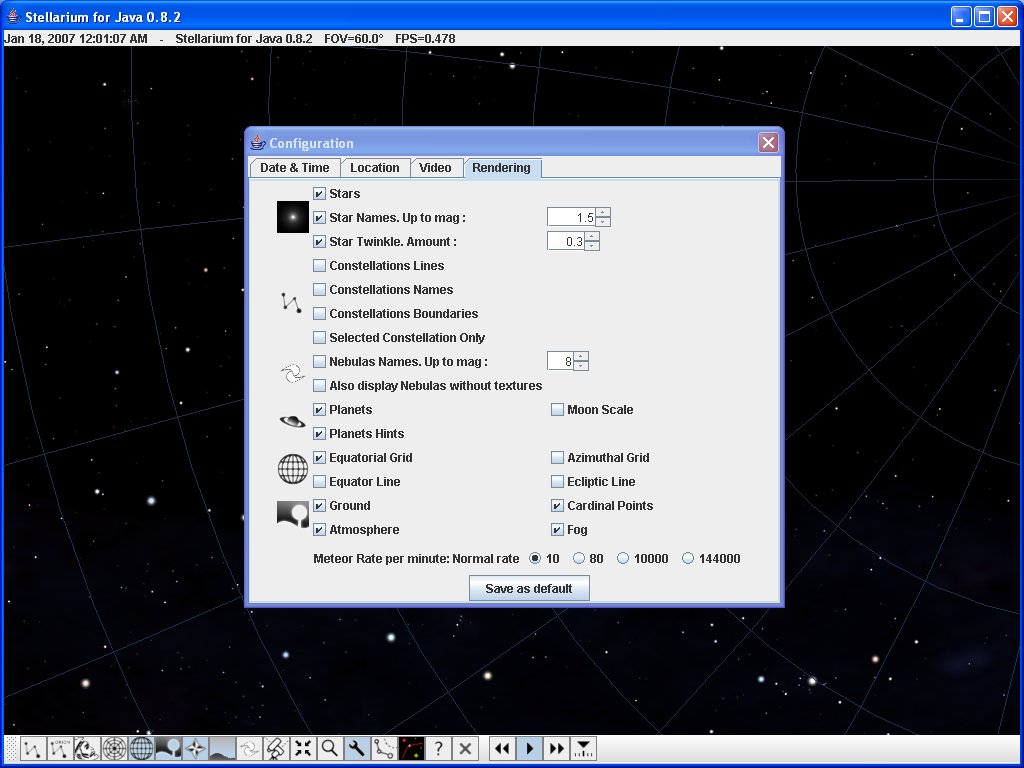 Stellarium for Java 0.8.2
Jan 18, 2007 12:01:07 AM - Stellarium for Java 0.8.2 FOV=60.0° FPS=0.478
Configuration
Date & Time Location Video Rendering
Stars
Star Names. Up to mag : 1.5
Star Twinkle. Amount : 0.3
Constellations Lines
Constellations Names
Constellations Boundaries
Selected Constellation Only
Nebulas Names. Up to mag : 8
Also display Nebulas without textures
Planets Moon Scale
Planets Hints
Equatorial Grid Azimuthal Grid
Equator Line Ecliptic Line
Ground Cardinal Points
Atmosphere Fog
Meteor Rate per minute: Normal rate 10 80 10000 144000
Save as default
ORION
?